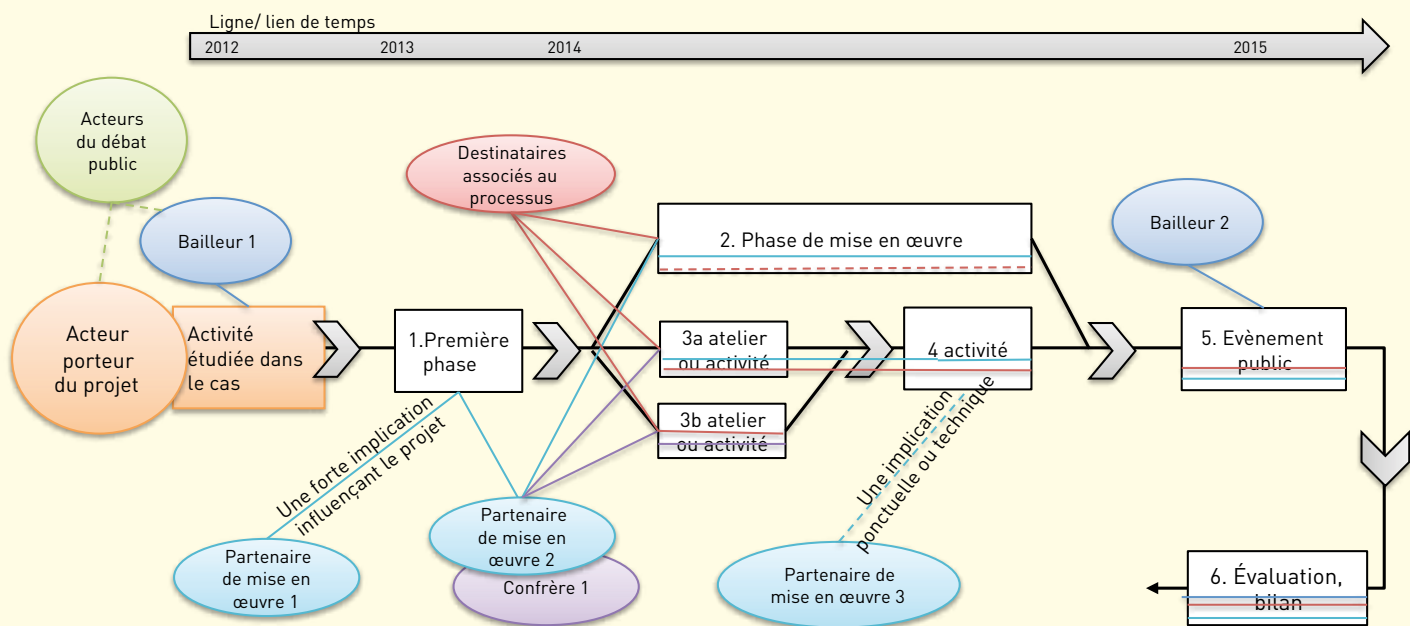 Ligne/ lien de temps
2012
2013
2014
2015
Acteurs
du débat
public
Destinataires
associés au
processus
Bailleur 1
2. Phase de mise en œuvre
Bailleur 2
Acteur
porteur
du projet
Activité
étudiée dans
le cas
1.Première
phase
3a atelier
ou activité
4 activité
5. Evènement
public
3b atelier
ou activité
Une forte implication
influençant le projet
Une implication
ponctuelle ou technique
Partenaire
de mise en
œuvre 1
Partenaire
de mise en
œuvre 2
Confrère 1
Partenaire de
mise en œuvre 3
6. Évaluation,
bilan